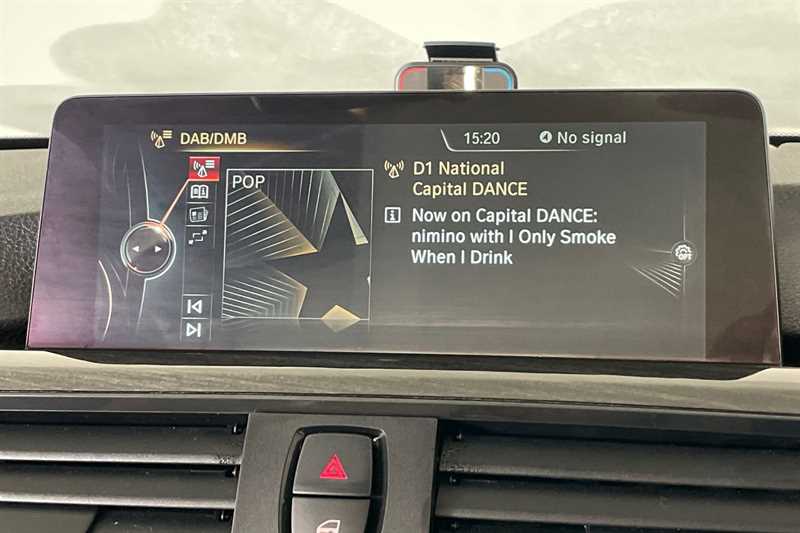 DAB/DMB
15:20
No signal
POP
D1 National
Capital DANCE
Now on Capital DANCE:
nimino with I Only Smoke
When I Drink
OFF